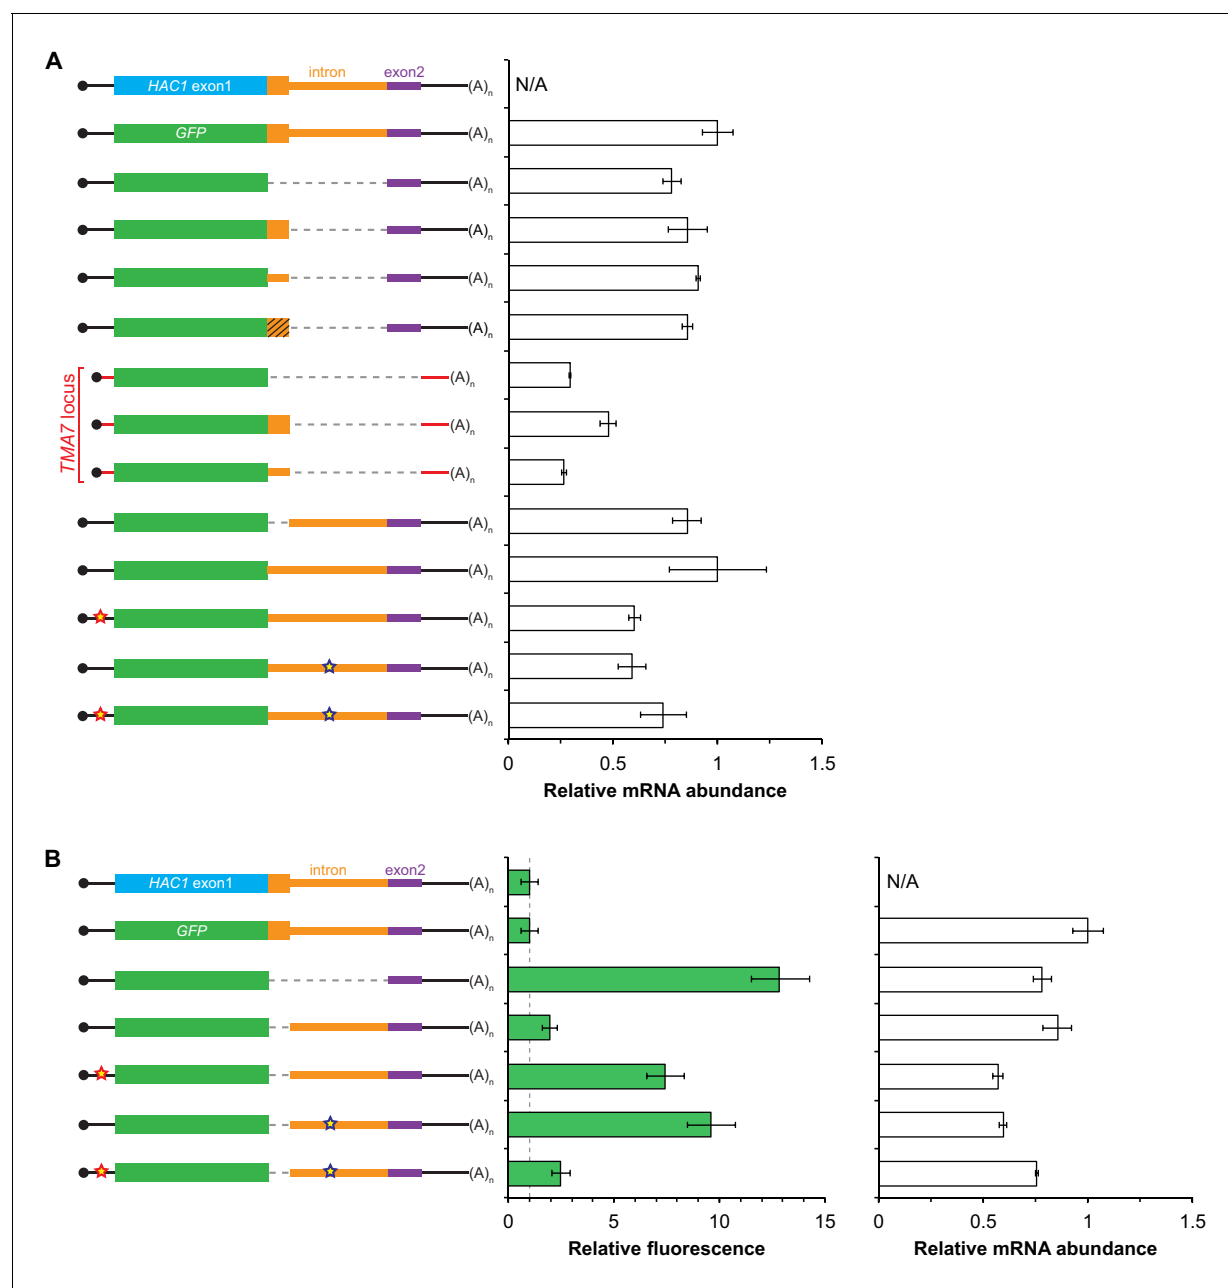 A
intron
exon2
HAC1 exon1
(A)n
N/A
GFP
(A)n
(A)n
(A)n
(A)n
(A)n
TMA7 locus
(A)n
(A)n
(A)n
(A)n
(A)n
(A)n
(A)n
(A)n
0
0.5
1
1.5
Relative mRNA abundance
B
intron
exon2
HAC1 exon1
(A)n
N/A
GFP
(A)n
(A)n
(A)n
(A)n
(A)n
(A)n
0
5
10
15
Relative fluorescence
0
0.5
1
1.5
Relative mRNA abundance